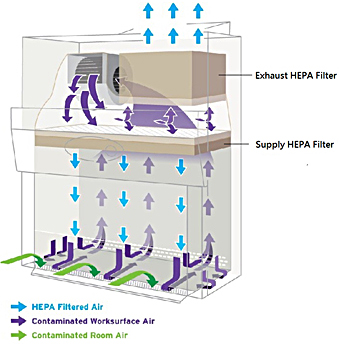 Exhaust HEPA Filter
Supply HEPA Filter
HEPA Filtered Air
Contaminated Worksurface Air
Contaminated Room Air